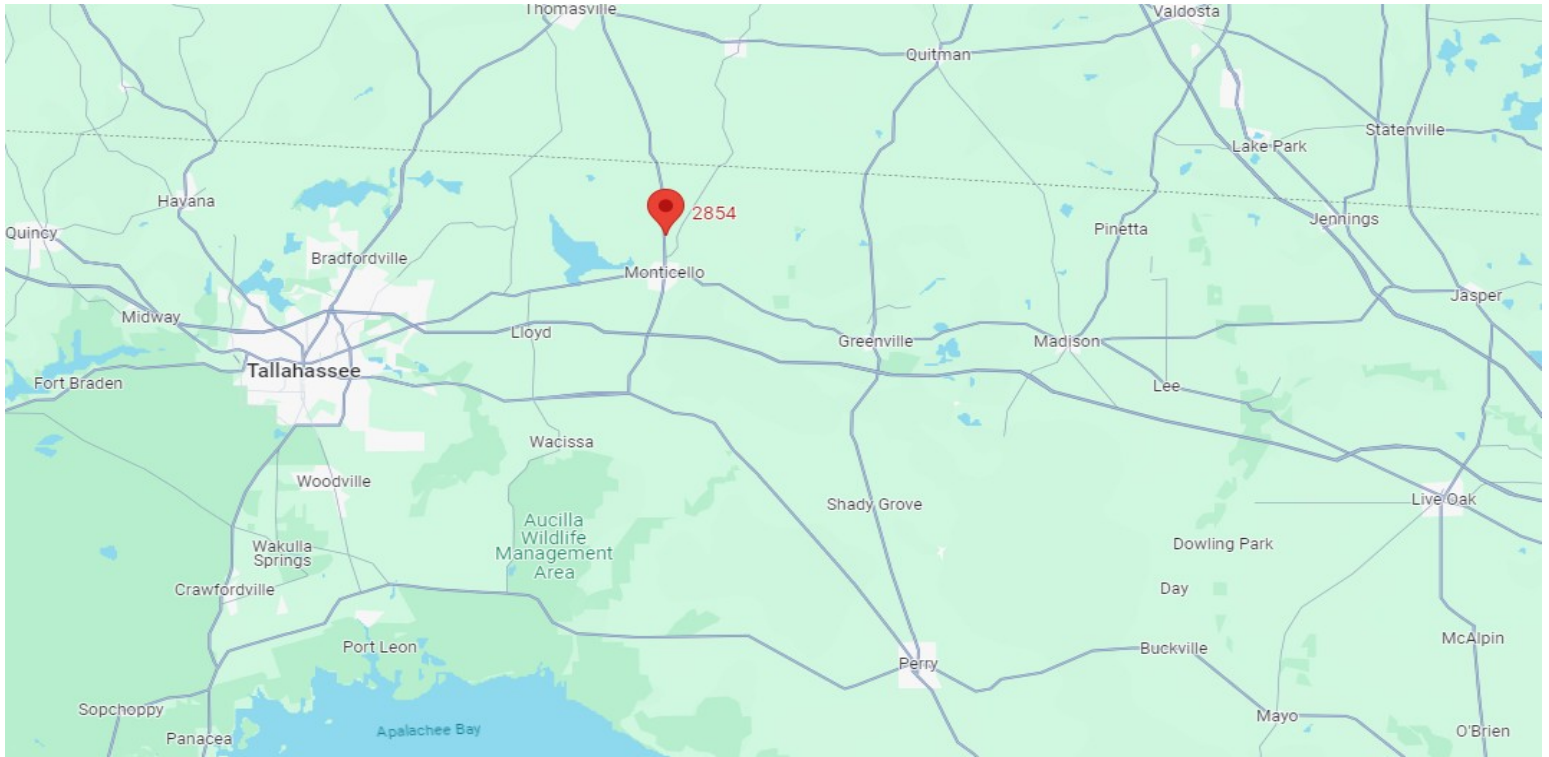 Thomasville
Valdosta
Quitman
Statenville
Lake Park
Havana
2854
Jennings
Quincy
Pinetta
Bradfordville
Monticello
Jasper
Midway
Lloyd
Greenville
Madison
Tallahassee
Fort Braden
Lee
Wacissa
Woodville
Live Oak
Shady Grove
Aucilla
Wildlife
Management
Area
Wakulla
Springs
Dowling Park
Crawfordville
Day
McAlpin
Port Leon
Buckville
Perry
Sopchoppy
Mayo
Apalachee Bay
O'Brien
Panacea